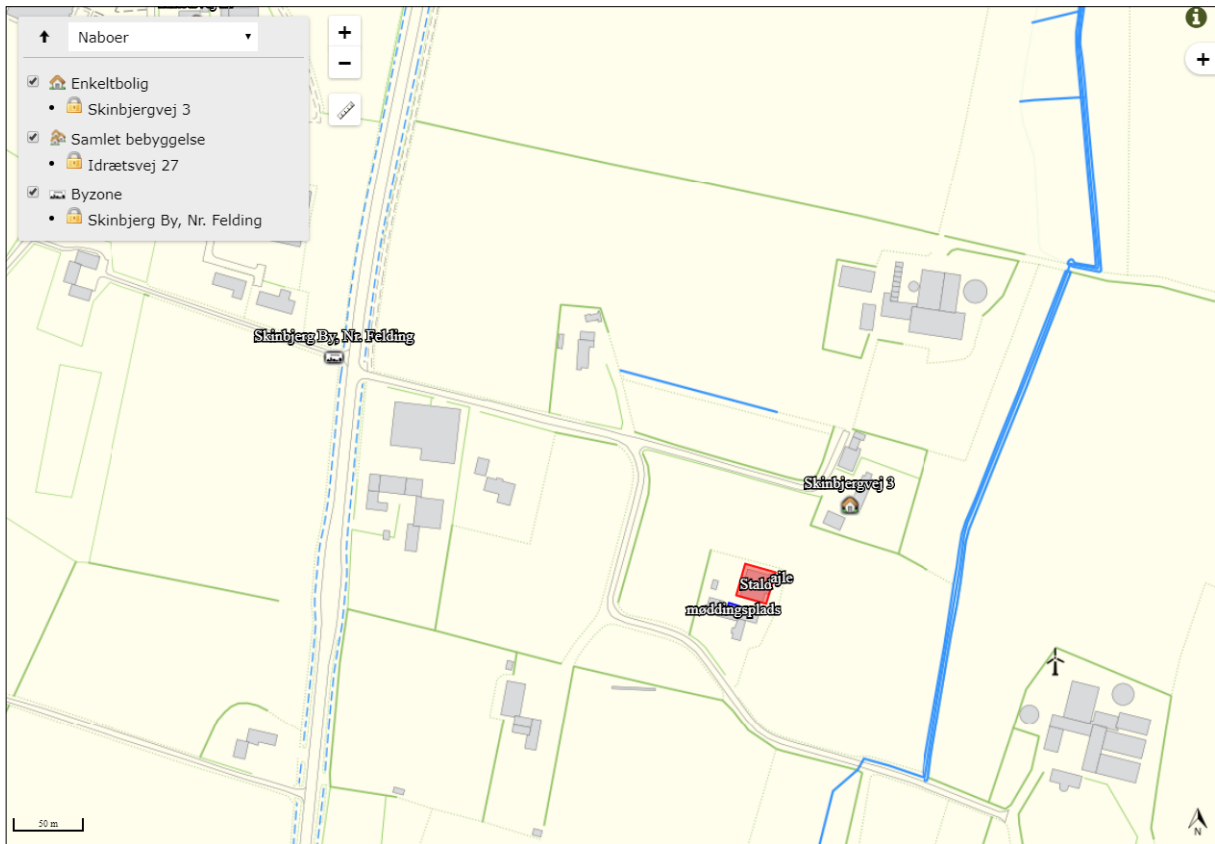 Naboer
Enkeltbolig
Skinbjergvej 3
Samlet bebyggelse
Idrætsvej 27
Byzone
Skinbjerg By, Nr. Felding
+
−
+
Skinbjerg By, Nr. Felding
Skinbjergvej 3
Stald
ajle
møddingsplads
50 m
N